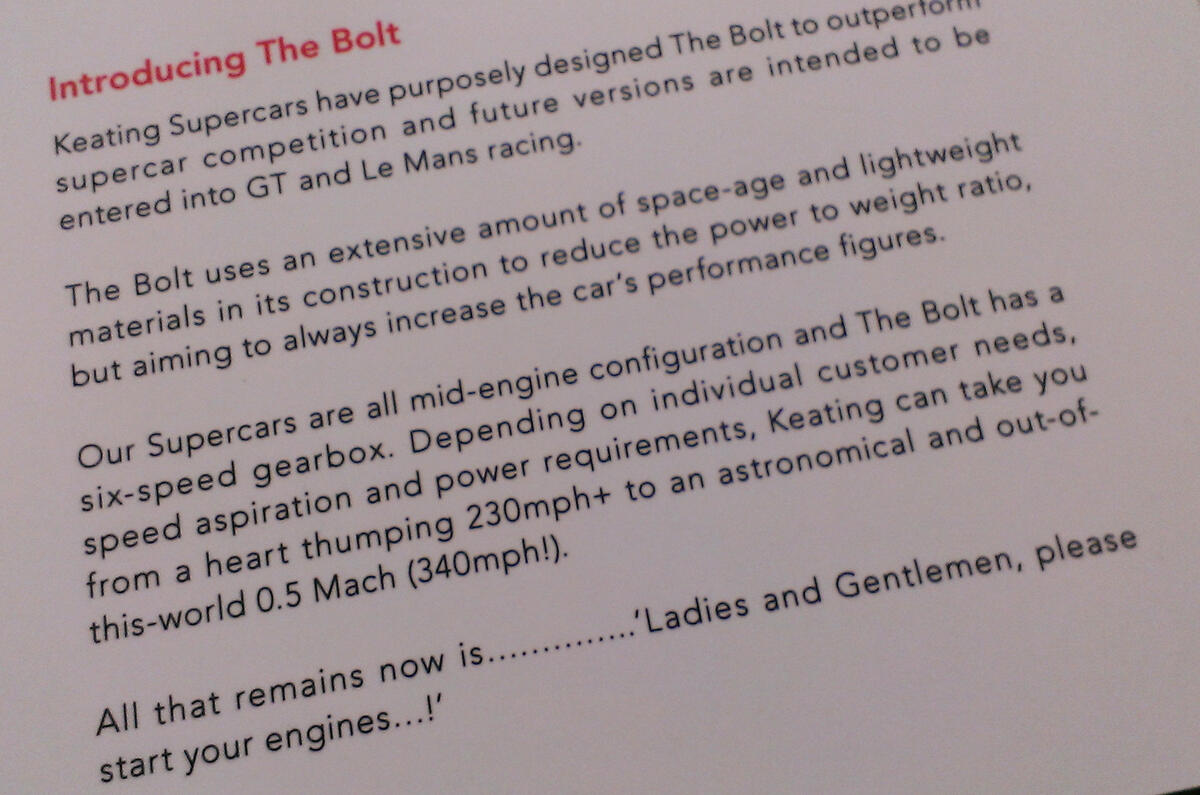 Introducing The Bolt
Keating Supercars have purposely designed The Bolt to outperform
supercar competition and future versions are intended to be
entered into GT and Le Mans racing.
The Bolt uses an extensive amount of space-age and lightweight
materials in its construction to reduce the power to weight ratio,
but aiming to always increase the car's performance figures.
Our Supercars are all mid-engine configuration and The Bolt has a
six-speed gearbox. Depending on individual customer needs,
speed aspiration and power requirements, Keating can take you
from a heart thumping 230mph+ to an astronomical and out-of-
this-world 0.5 Mach (340mph!).
All that remains now is..............'Ladies and Gentlemen, please
start your engines...!'